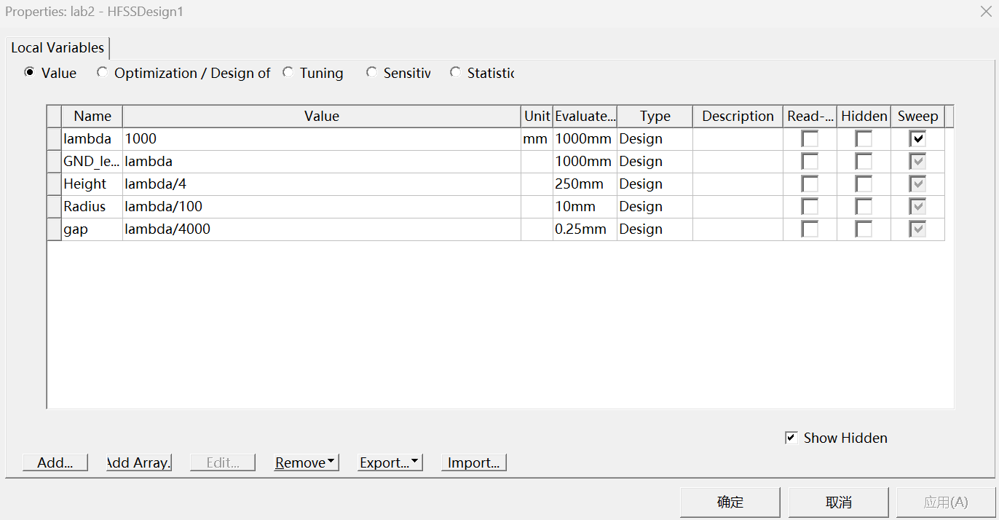 Properties: lab2 - HFSSDesign1
Local Variables
Value Optimization / Design of Tuning Sensitiv Statistic
Name Value Unit Evaluate... Type Description Read-... Hidden Sweep
lambda 1000 mm 1000mm Design
GND_le... lambda 1000mm Design
Height lambda/4 250mm Design
Radius lambda/100 10mm Design
gap lambda/4000 0.25mm Design
Show Hidden
Add... Add Array. Edit... Remove Export... Import...
确定 取消 应用(A)